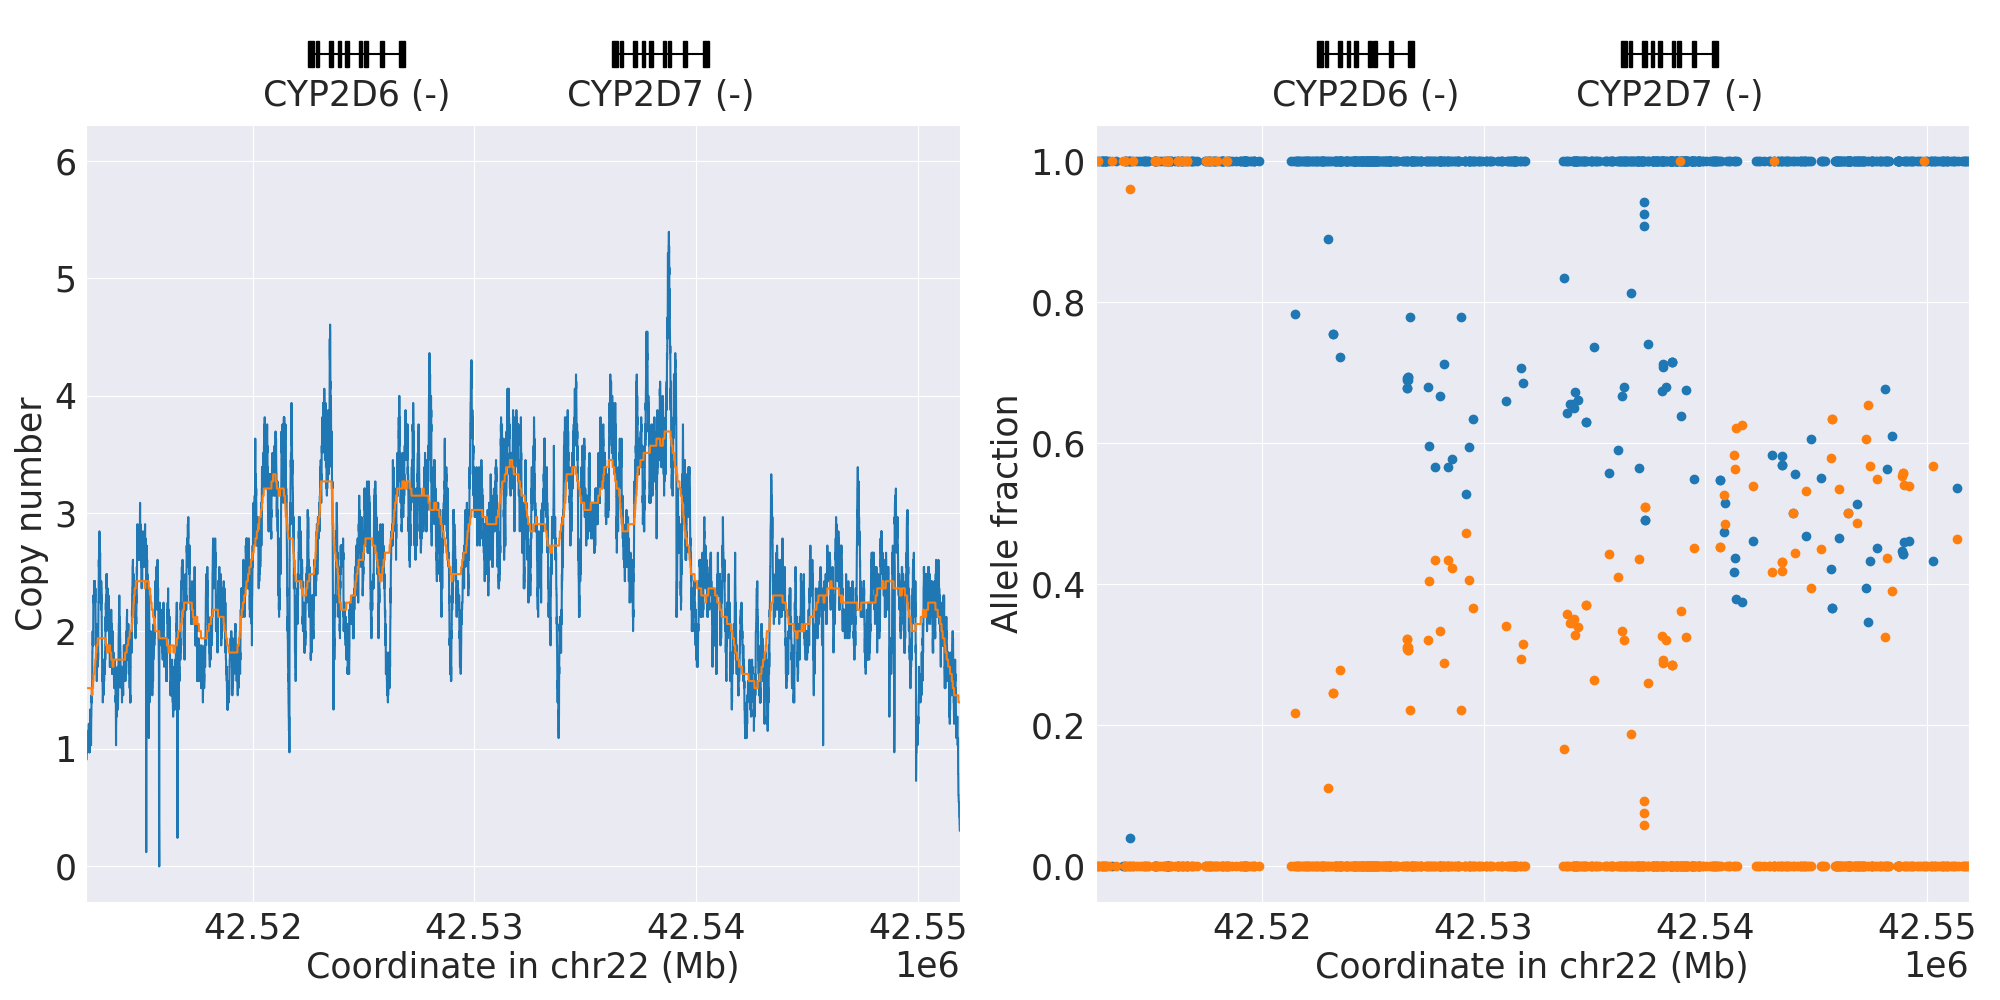 CYP2D6 (-) CYP2D7 (-)
6
5
4
3
2
1
0
Copy number
42.52 42.53 42.54 42.55
Coordinate in chr22 (Mb) 1e6
CYP2D6 (-) CYP2D7 (-)
1.0
0.8
0.6
0.4
0.2
0.0
Allele fraction
42.52 42.53 42.54 42.55
Coordinate in chr22 (Mb) 1e6